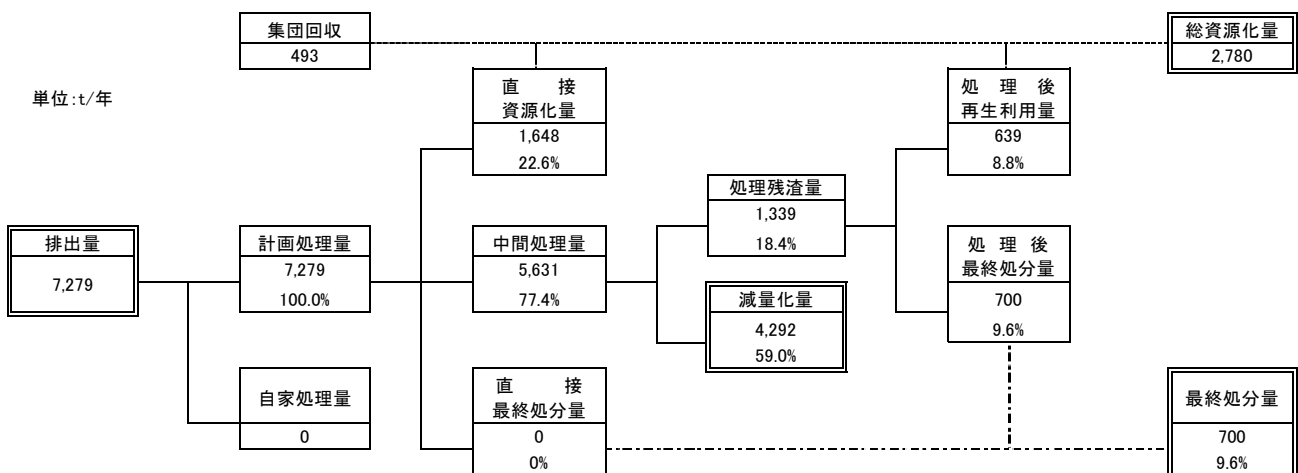 集団回収
493
総資源化量
2,780
単位:t/年
直　接
資源化量
1,648
22.6%
処　理　後
再生利用量
639
8.8%
処理残渣量
1,339
18.4%
排出量
7,279
計画処理量
7,279
100.0%
中間処理量
5,631
77.4%
処　理　後
最終処分量
700
9.6%
減量化量
4,292
59.0%
自家処理量
0
直　接
最終処分量
0
0%
最終処分量
700
9.6%